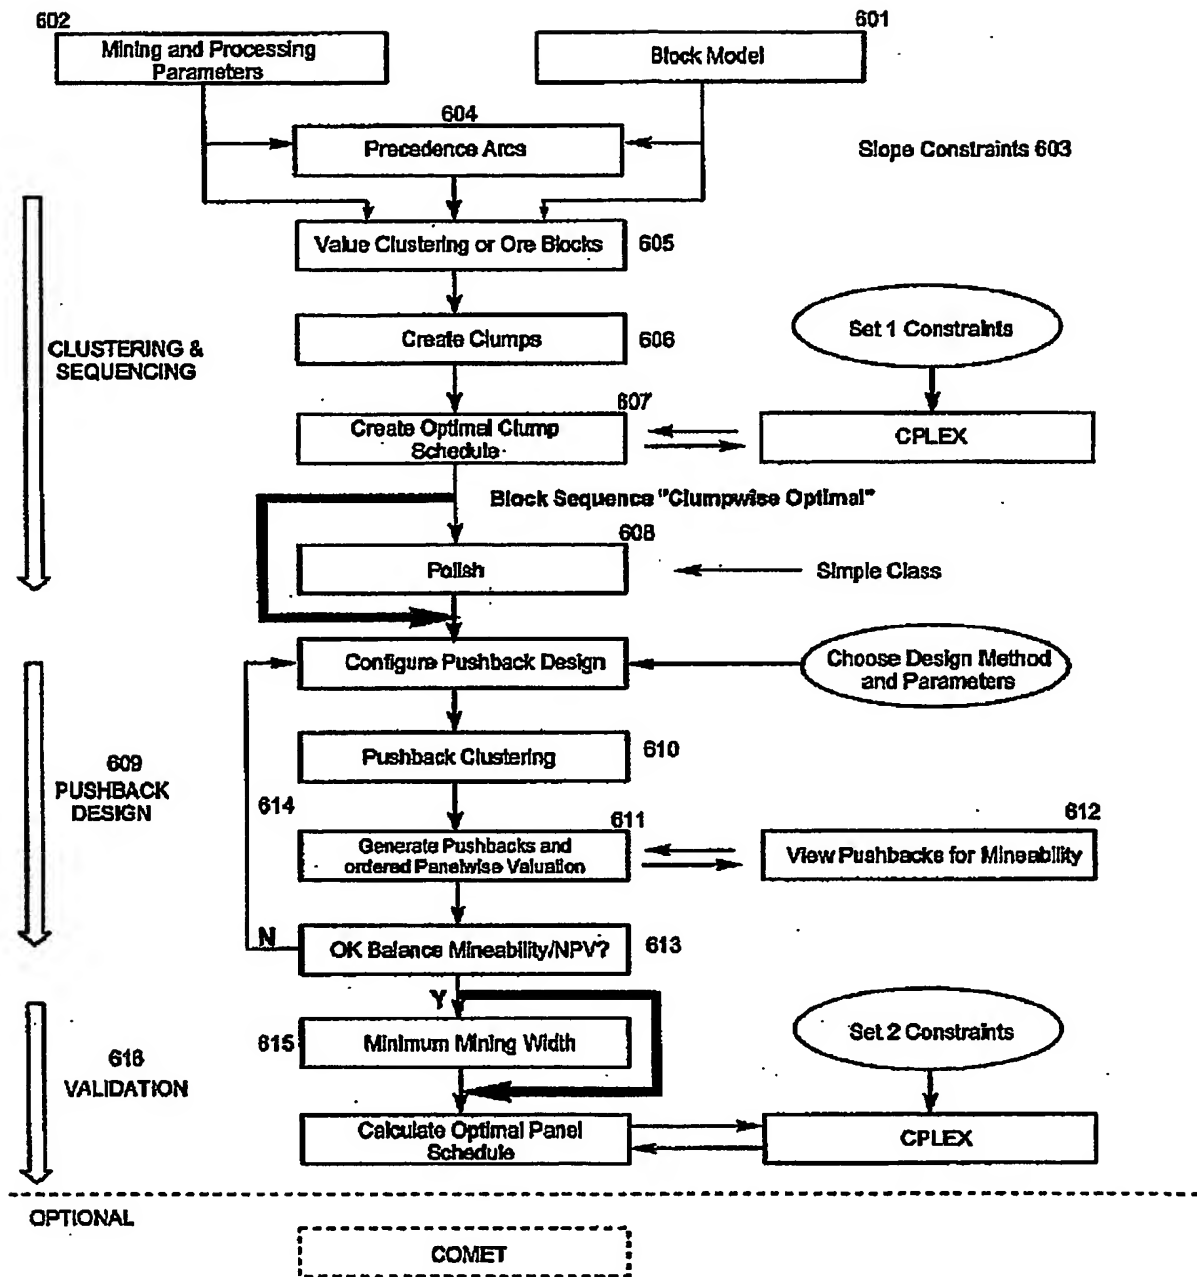 602
601
Mining and Processing
Parameters
Block Model
604
Precedence Arcs
Slope Constraints 603
Value Clustering or Ore Blocks
605
Create Clumps
606
Set 1 Constraints
CLUSTERING &
SEQUENCING
607
Create Optimal Clump
Schedule
CPLEX
Block Sequence "Clumpwise Optimal"
608
Polish
Simple Class
Configure Pushback Design
Choose Design Method
and Parameters
Pushback Clustering
610
609
PUSHBACK
DESIGN
614
611
612
Generate Pushbacks and
ordered Panelwise Valuation
View Pushbacks for Mineability
N
OK Balance Mineability/NPV?
613
Y
615
Minimum Mining Width
Set 2 Constraints
616
VALIDATION
Calculate Optimal Panel
Schedule
CPLEX
OPTIONAL
COMET